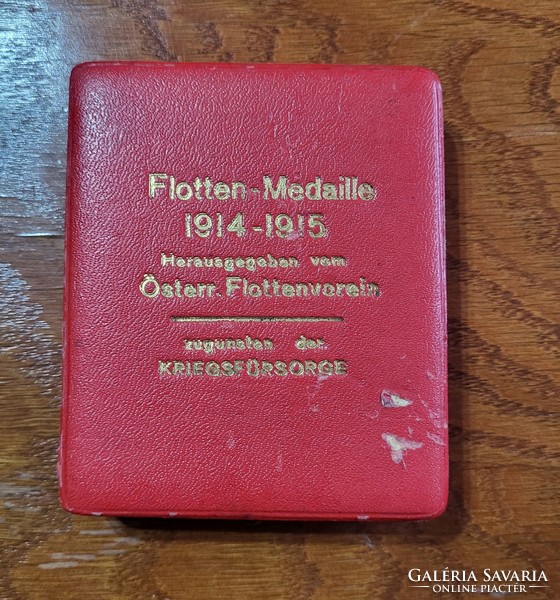 Flotten-Medaille
1914-1915
Herausgegeben vom
Österr. Flottenverein
zugunsten der
KRIEGSFÜRSORGE
GALÉRIA SAVARIA
ONLINE PIACTÉR